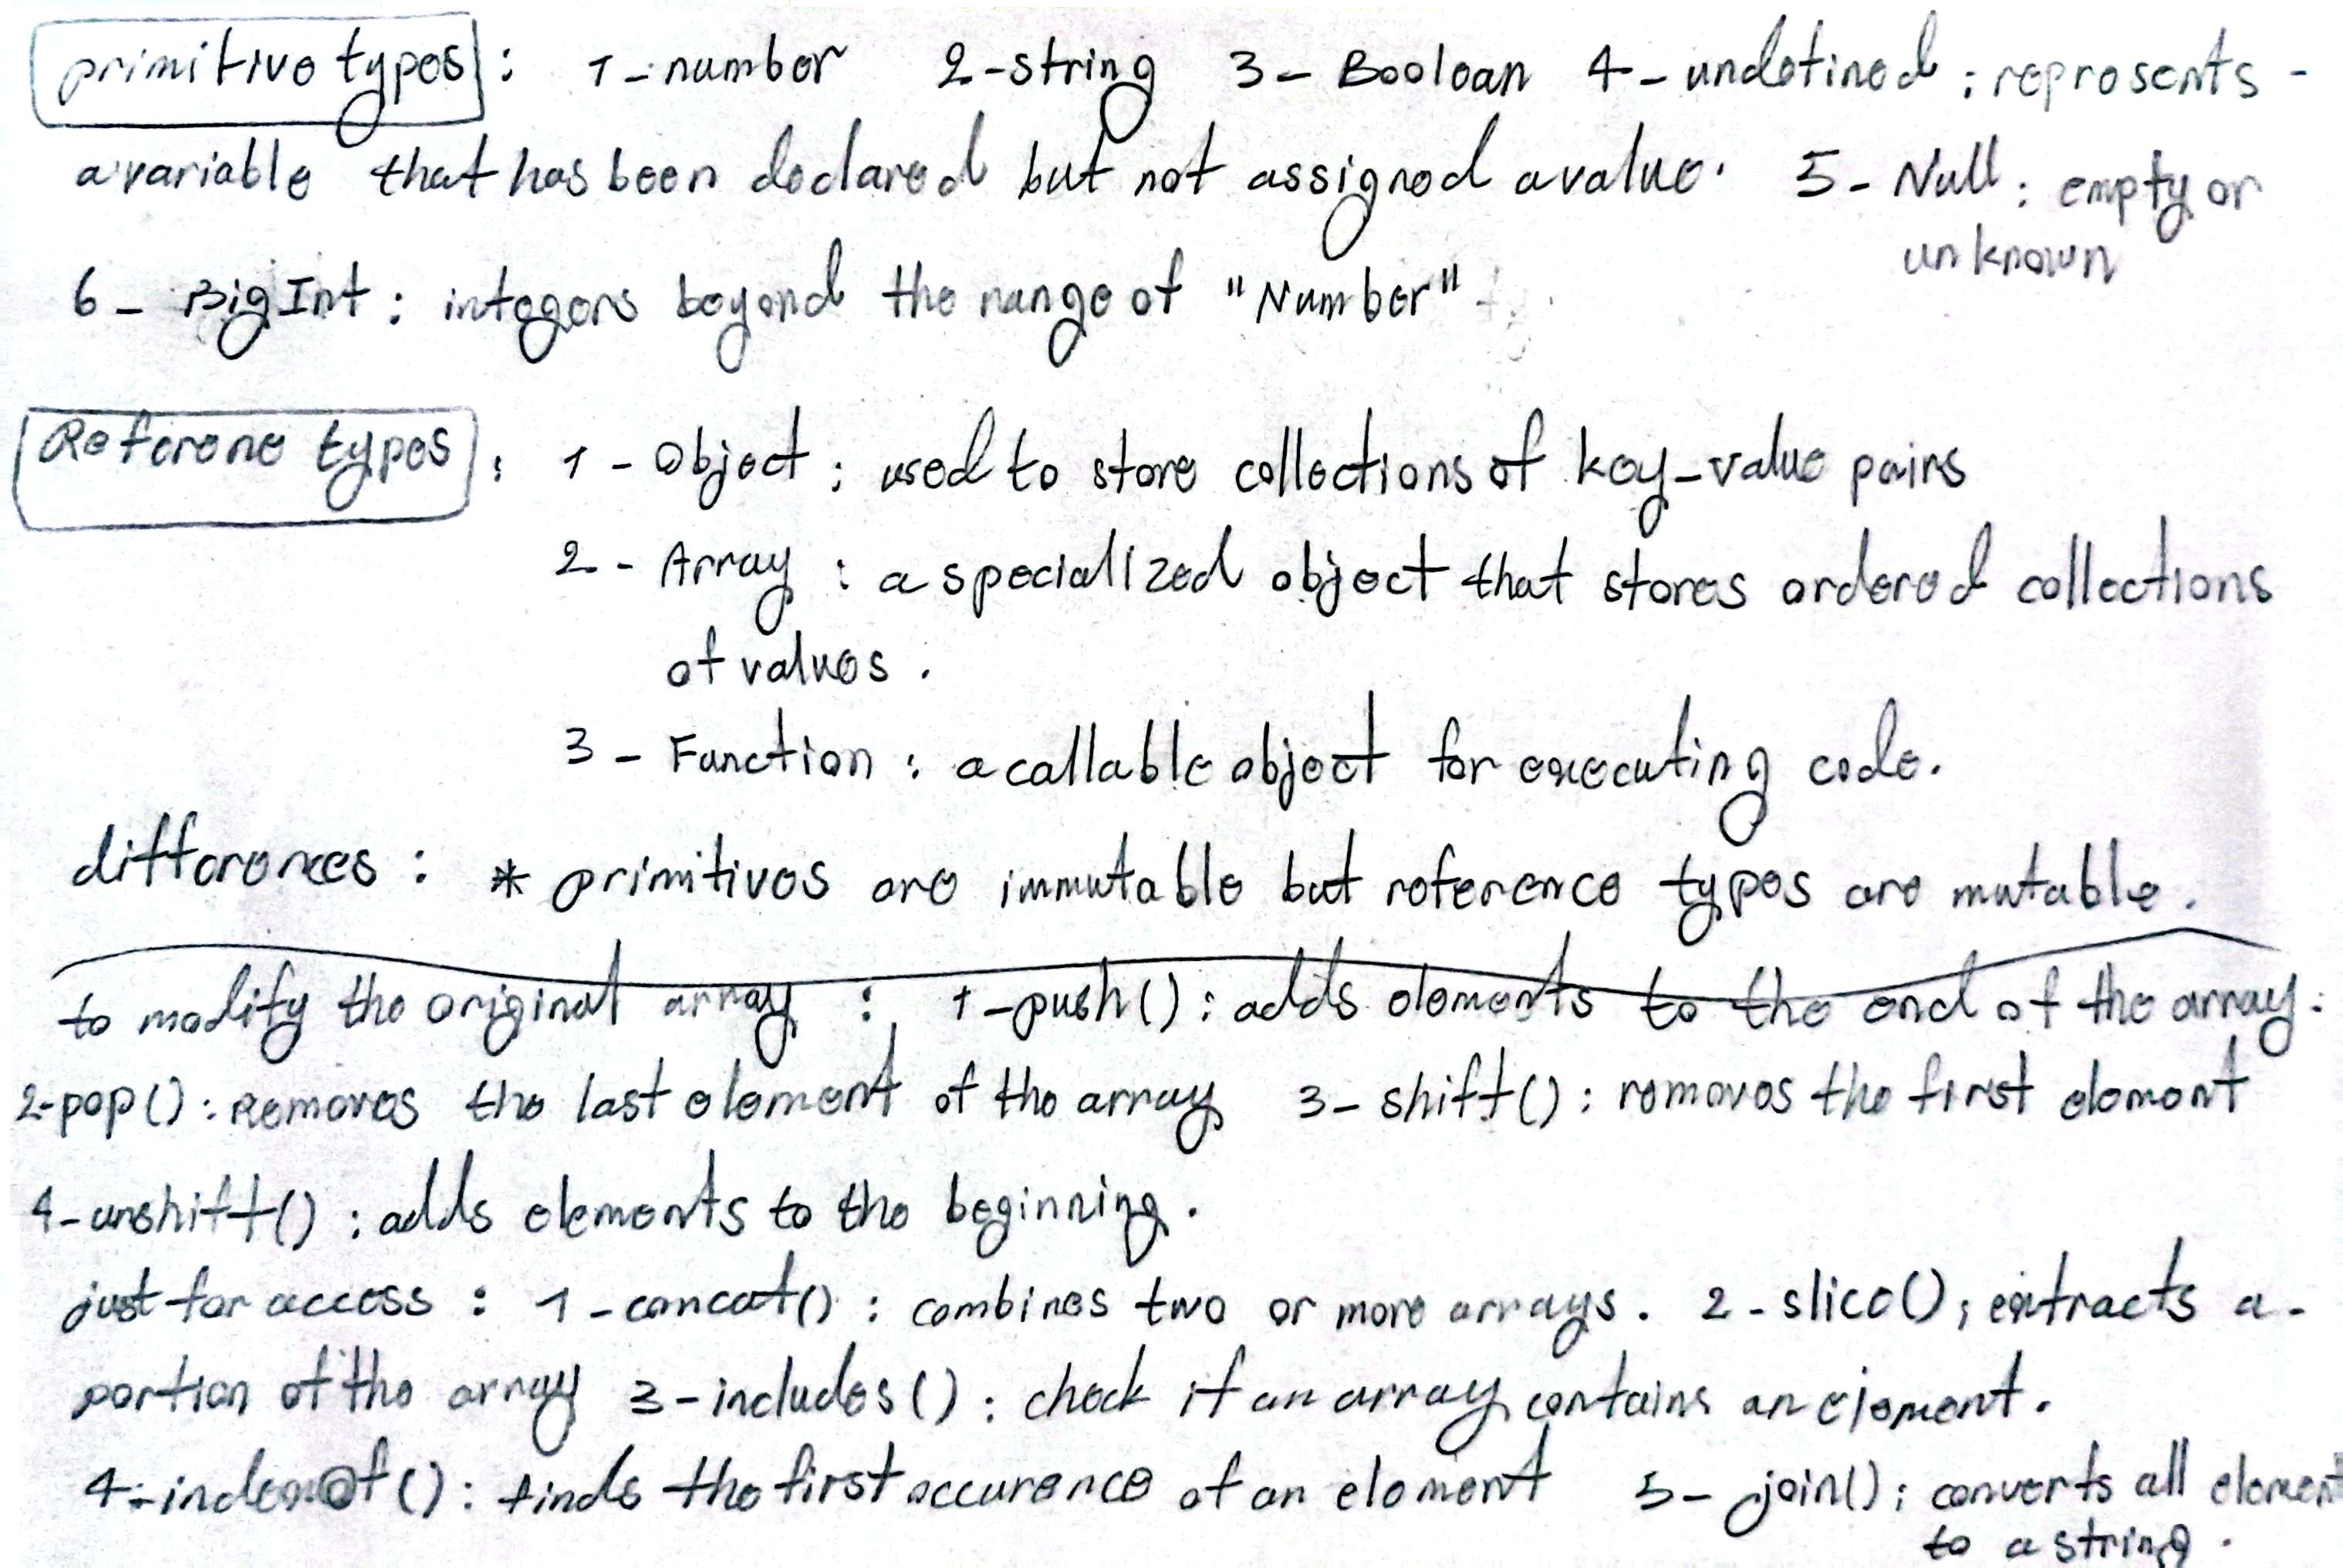 primitive types : 1 - number 2 - string 3 - Boolean 4 - undefined : represents -
a variable that has been declared but not assigned a value. 5 - Null : empty or
unknown
6 - BigInt : integers beyond the range of "Number"
Referene types : 1 - Object : used to store collections of key-value pairs
2 - Array : a specialized object that stores ordered collections
of values .
3 - Function : a callable object for executing code.
differences : * primitives are immutable but reference types are mutable .
to modify the original array : 1 - push() : adds elements to the end of the array.
2-pop() : Removes the last element of the array 3 - shift() : removes the first element
4 - unshift() : adds elements to the beginning .
just for access : 1 - concat() : combines two or more arrays . 2 - slice() ; extracts a -
portion of the array 3 - includes() : check if an array contains an element .
4 - indexOf() : finds the first occurence of an element 5 - join() ; converts all element
to a string .